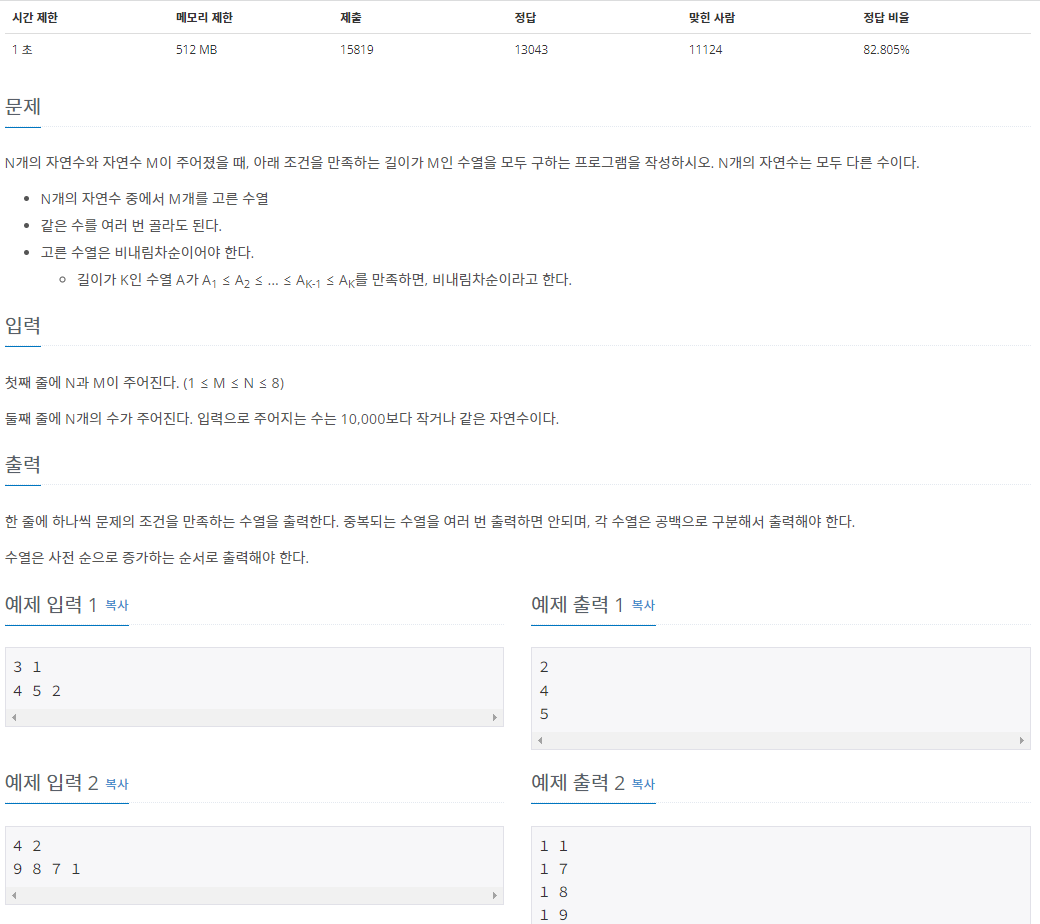 시간 제한 메모리 제한 제출 정답 맞힌 사람 정답 비율
1 초 512 MB 15819 13043 11124 82.805%
문제
N개의 자연수와 자연수 M이 주어졌을 때, 아래 조건을 만족하는 길이가 M인 수열을 모두 구하는 프로그램을 작성하시오. N개의 자연수는 모두 다른 수이다.
• N개의 자연수 중에서 M개를 고른 수열
• 같은 수를 여러 번 골라도 된다.
• 고른 수열은 비내림차순이어야 한다.
◦ 길이가 K인 수열 A가 A1 ≤ A2 ≤ ... ≤ AK-1 ≤ AK를 만족하면, 비내림차순이라고 한다.
입력
첫째 줄에 N과 M이 주어진다. (1 ≤ M ≤ N ≤ 8)
둘째 줄에 N개의 수가 주어진다. 입력으로 주어지는 수는 10,000보다 작거나 같은 자연수이다.
출력
한 줄에 하나씩 문제의 조건을 만족하는 수열을 출력한다. 중복되는 수열을 여러 번 출력하면 안되며, 각 수열은 공백으로 구분해서 출력해야 한다.
수열은 사전 순으로 증가하는 순서로 출력해야 한다.
예제 입력 1 복사
3 1
4 5 2
예제 출력 1 복사
2
4
5
예제 입력 2 복사
4 2
9 8 7 1
예제 출력 2 복사
1 1
1 7
1 8
1 9